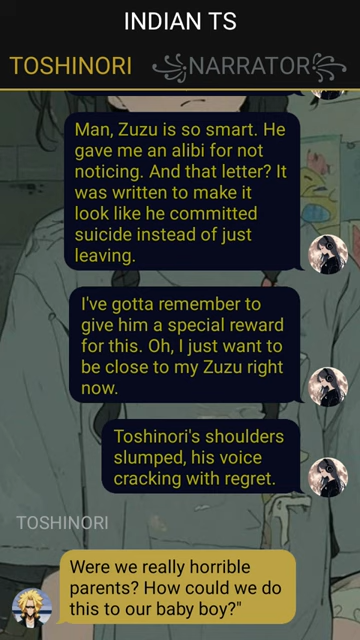 INDIAN TS
TOSHINORI ꧁NARRATOR꧂
Man, Zuzu is so smart. He
gave me an alibi for not
noticing. And that letter? It
was written to make it
look like he committed
suicide instead of just
leaving.
I've gotta remember to
give him a special reward
for this. Oh, I just want to
be close to my Zuzu right
now.
Toshinori's shoulders
slumped, his voice
cracking with regret.
TOSHINORI
Were we really horrible
parents? How could we do
this to our baby boy?"